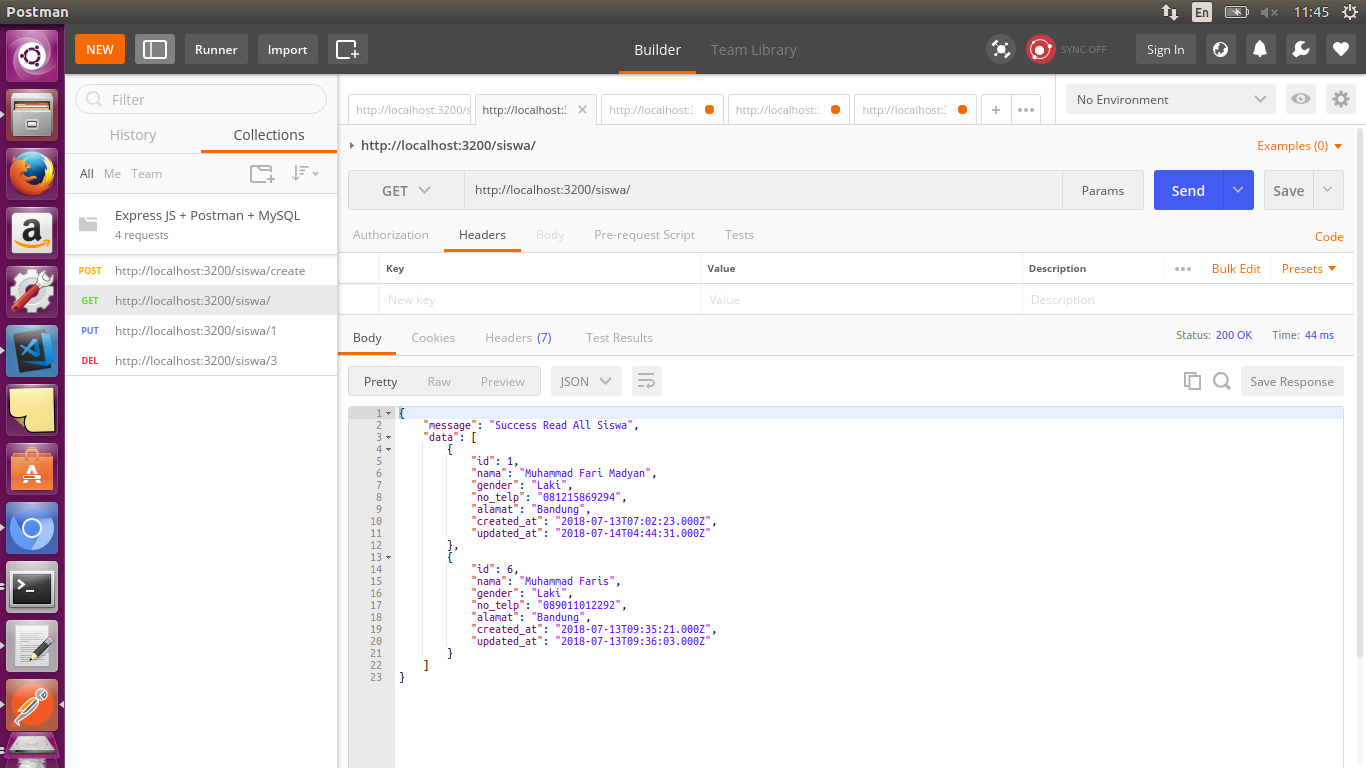 Postman
En
11:45
NEW
Runner
Import
Builder
Team Library
SYNC OFF
Sign In
Filter
History
Collections
All
Me
Team
Express JS + Postman + MySQL
4 requests
POST http://localhost:3200/siswa/create
GET http://localhost:3200/siswa/
PUT http://localhost:3200/siswa/1
DEL http://localhost:3200/siswa/3
http://localhost:3200/s
http://localhost:3
http://localhost:3
http://localhost:3
http://localhost:3
No Environment
http://localhost:3200/siswa/
Examples (0)
GET
http://localhost:3200/siswa/
Params
Send
Save
Authorization
Headers
Body
Pre-request Script
Tests
Code
Key
Value
Description
Bulk Edit
Presets
New key
Value
Description
Body
Cookies
Headers (7)
Test Results
Status: 200 OK
Time: 44 ms
Pretty
Raw
Preview
JSON
Save Response
1 {
2 "message": "Success Read All Siswa",
3 "data": [
4 {
5 "id": 1,
6 "nama": "Muhammad Fari Madyan",
7 "gender": "Laki",
8 "no_telp": "081215869294",
9 "alamat": "Bandung",
10 "created_at": "2018-07-13T07:02:23.000Z",
11 "updated_at": "2018-07-14T04:44:31.000Z"
12 },
13 {
14 "id": 6,
15 "nama": "Muhammad Faris",
16 "gender": "Laki",
17 "no_telp": "089011012292",
18 "alamat": "Bandung",
19 "created_at": "2018-07-13T09:35:21.000Z",
20 "updated_at": "2018-07-13T09:36:03.000Z"
21 }
22 ]
23 }